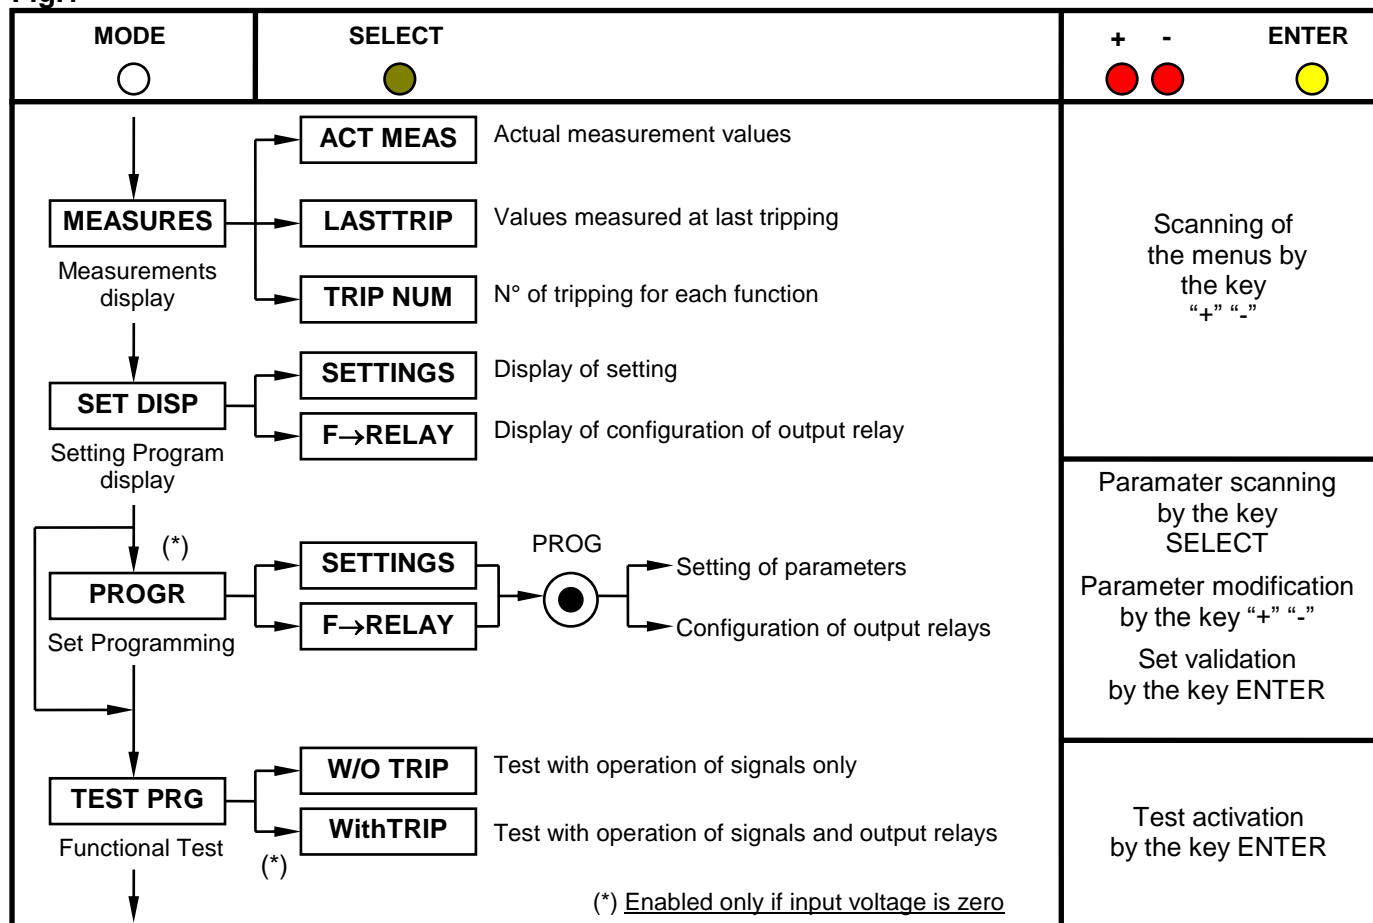 MODE
SELECT
+ -
ENTER
ACT MEAS
Actual measurement values
MEASURES
LASTTRIP
Values measured at last tripping
Measurements
display
TRIP NUM
N° of tripping for each function
Scanning of
the menus by
the key
“+” “-”
SETTINGS
Display of setting
SET DISP
F→RELAY
Display of configuration of output relay
Setting Program
display
(*)
PROGR
Set Programming
SETTINGS
F→RELAY
PROG
Setting of parameters
Configuration of output relays
Paramater scanning
by the key
SELECT
Parameter modification
by the key “+” “-”
Set validation
by the key ENTER
W/O TRIP
Test with operation of signals only
TEST PRG
WithTRIP
Test with operation of signals and output relays
Functional Test
(*)
Test activation
by the key ENTER
(*) Enabled only if input voltage is zero